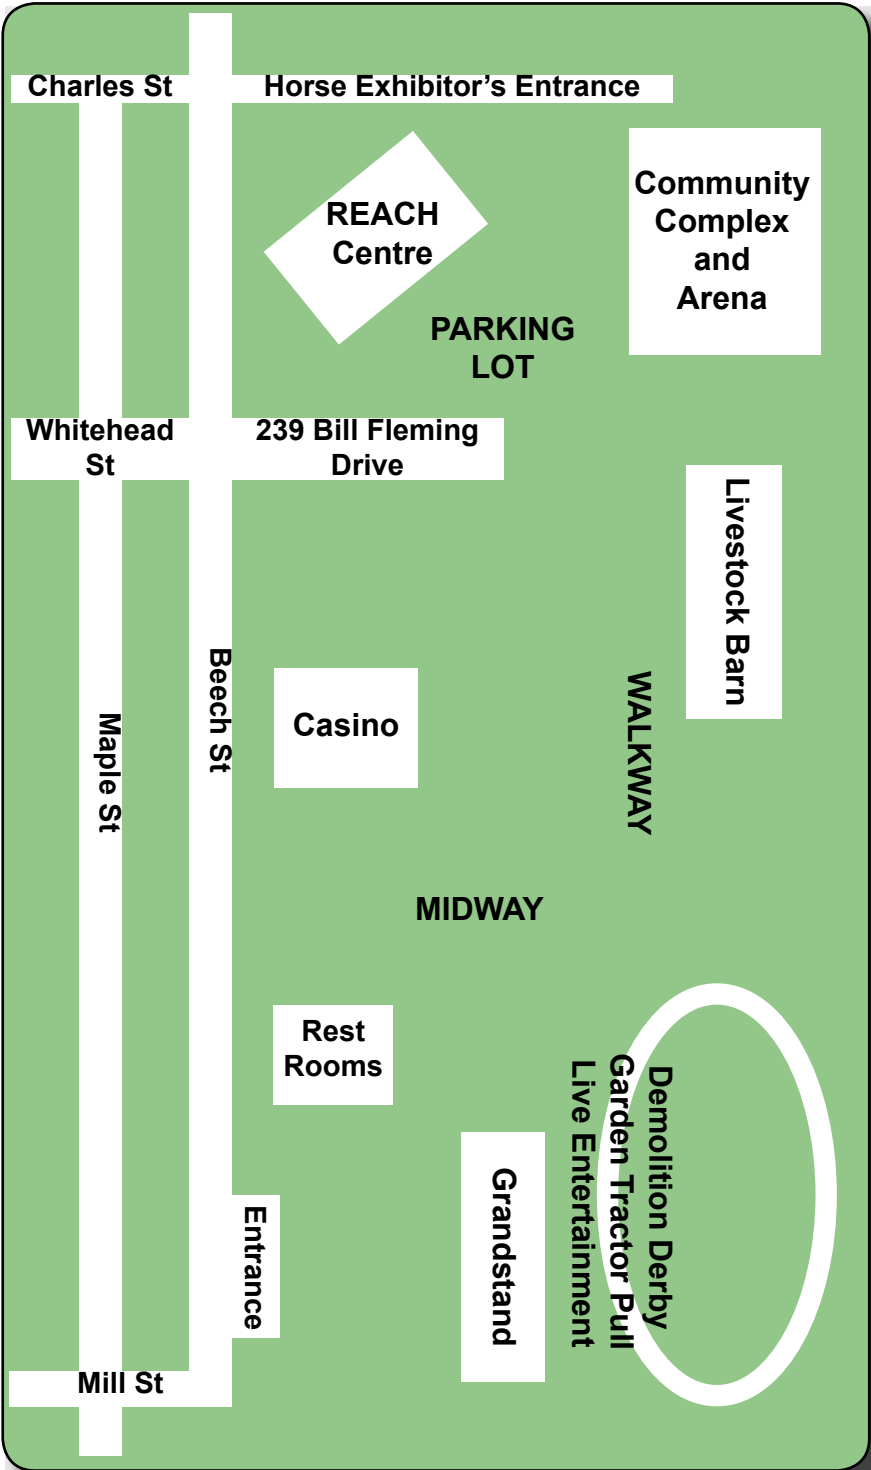 Charles St
Horse Exhibitor's Entrance
REACH
Centre
Community
Complex
and
Arena
PARKING
LOT
Whitehead
St
239 Bill Fleming
Drive
Livestock Barn
Beech St
Maple St
Casino
WALKWAY
MIDWAY
Rest
Rooms
Demolition Derby
Garden Tractor Pull
Live Entertainment
Grandstand
Entrance
Mill St